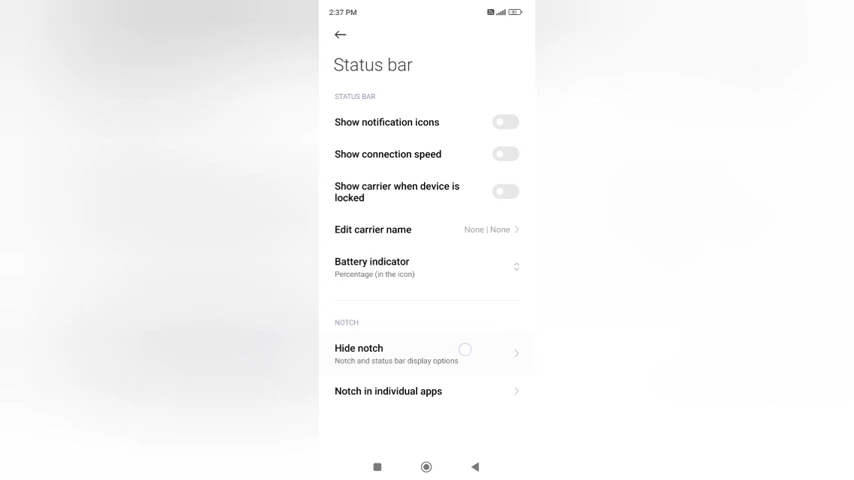 2:37 PM
Status bar
STATUS BAR
Show notification icons
Show connection speed
Show carrier when device is
locked
Edit carrier name None | None
Battery indicator
Percentage (in the icon)
NOTCH
Hide notch
Notch and status bar display options
Notch in individual apps